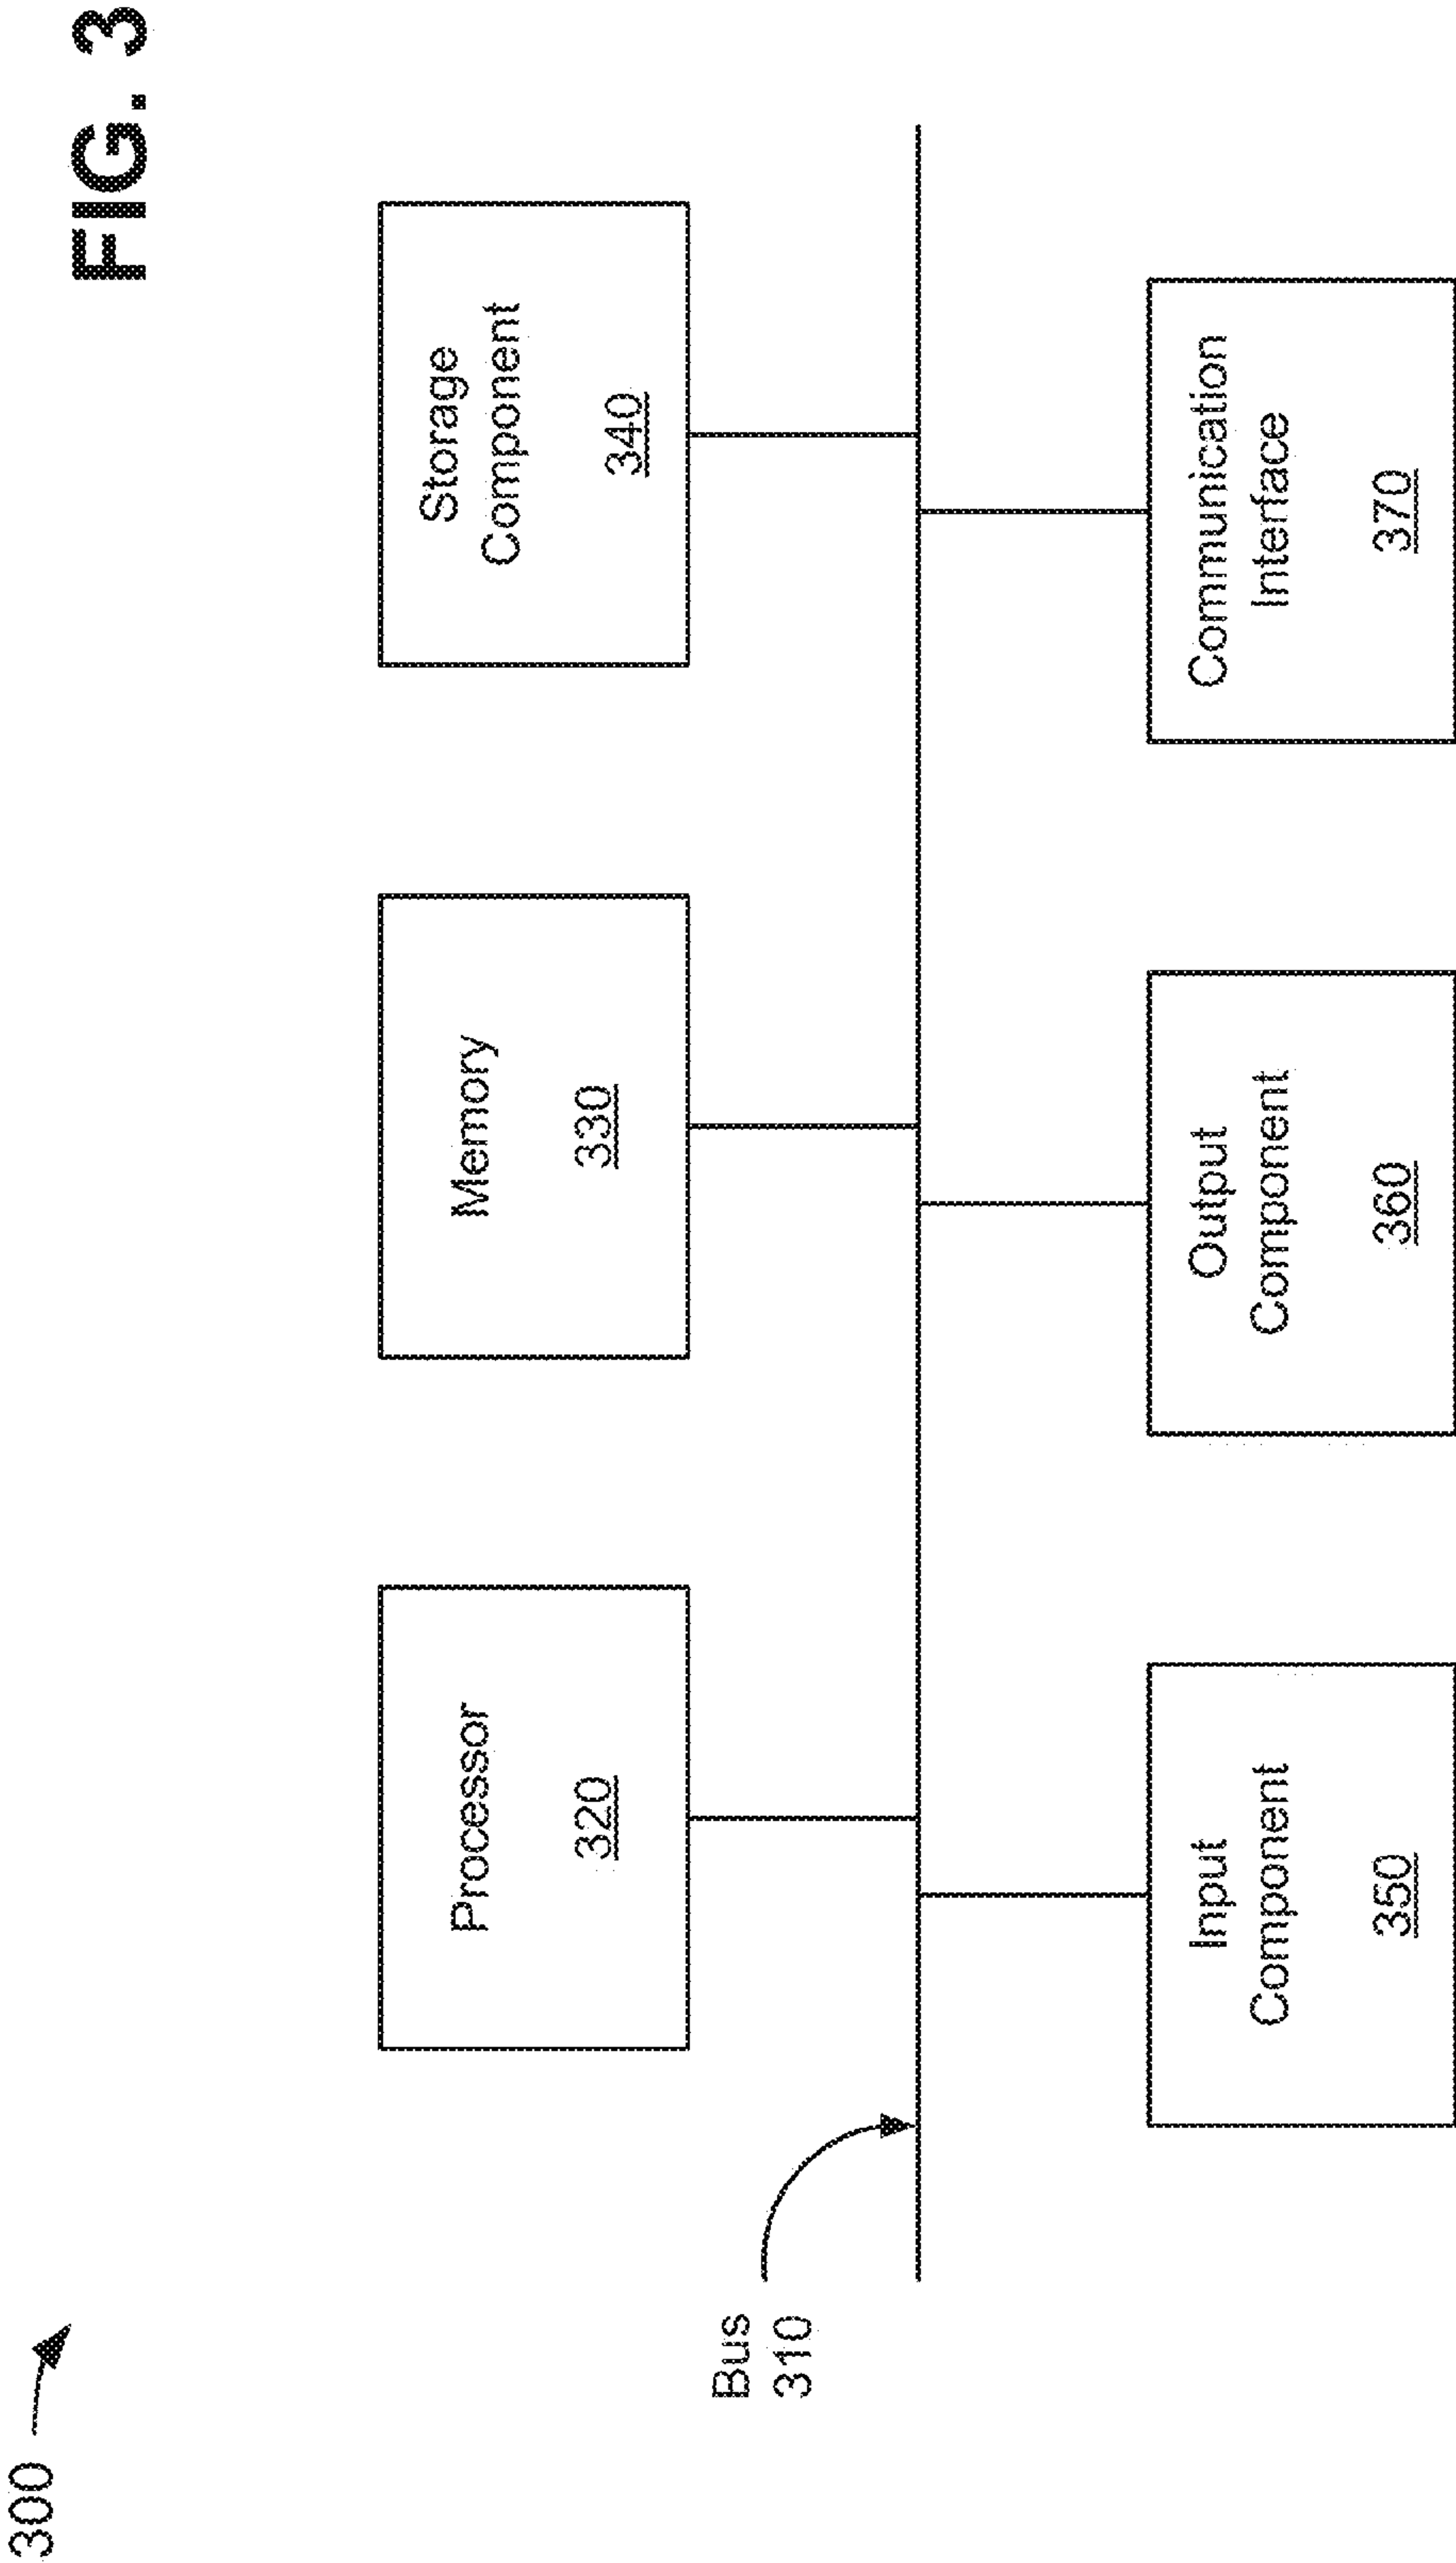 FIG. 3
300
Processor
320
Memory
330
Storage
Component
340
Bus
310
Input
Component
350
Output
Component
360
Communication
Interface
370